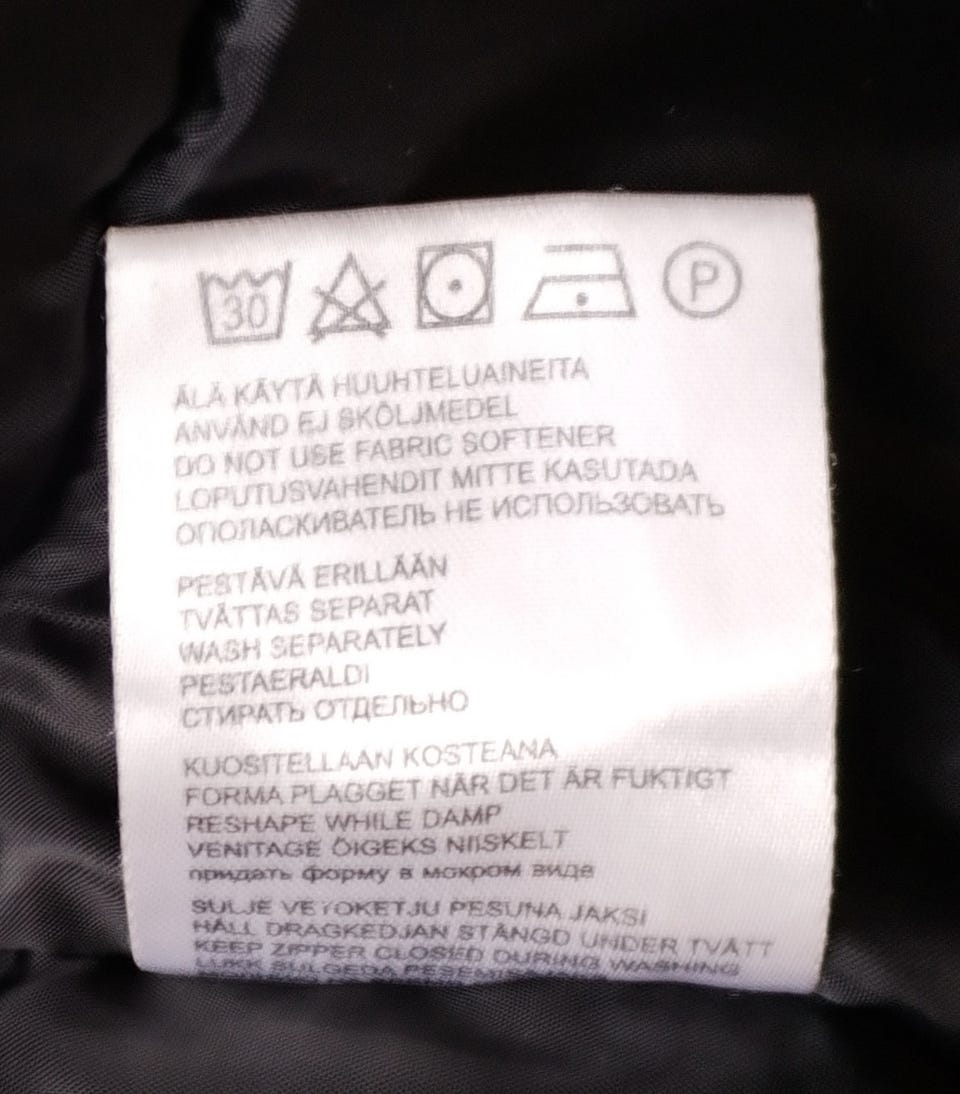 30 P
ÄLÄ KÄYTÄ HUUHTELUAINEITA
ANVÄND EJ SKÖLJMEDEL
DO NOT USE FABRIC SOFTENER
LOPUTUSVAHENDIT MITTE KASUTADA
ОПОЛАСКИВАТЕЛЬ НЕ ИСПОЛЬЗОВАТЬ
PESTÄVÄ ERILLÄÄN
TVÄTTAS SEPARAT
WASH SEPARATELY
PESTAERALDI
СТИРАТЬ ОТДЕЛЬНО
KUOSITELLAAN KOSTEANA
FORMA PLAGGET NÄR DET ÄR FUKTIGT
RESHAPE WHILE DAMP
VENITAGE ÕIGEKS NIISKELT
придать форму в мокром виде
SULJE VETOKETJU PESUNA JAKSI
HÅLL DRAGKEDJAN STÄNGD UNDER TVÄTT
KEEP ZIPPER CLOSED DURING WASHING
LUKK SULGEDA